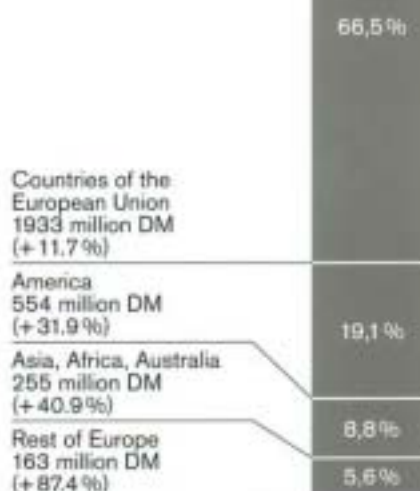 66,5%
Countries of the
European Union
1933 million DM
(+11.7%)
America
554 million DM
(+31.9%)
19,1%
Asia, Africa, Australia
255 million DM
(+40.9%)
8,8%
Rest of Europe
163 million DM
(+87.4%)
5,6%